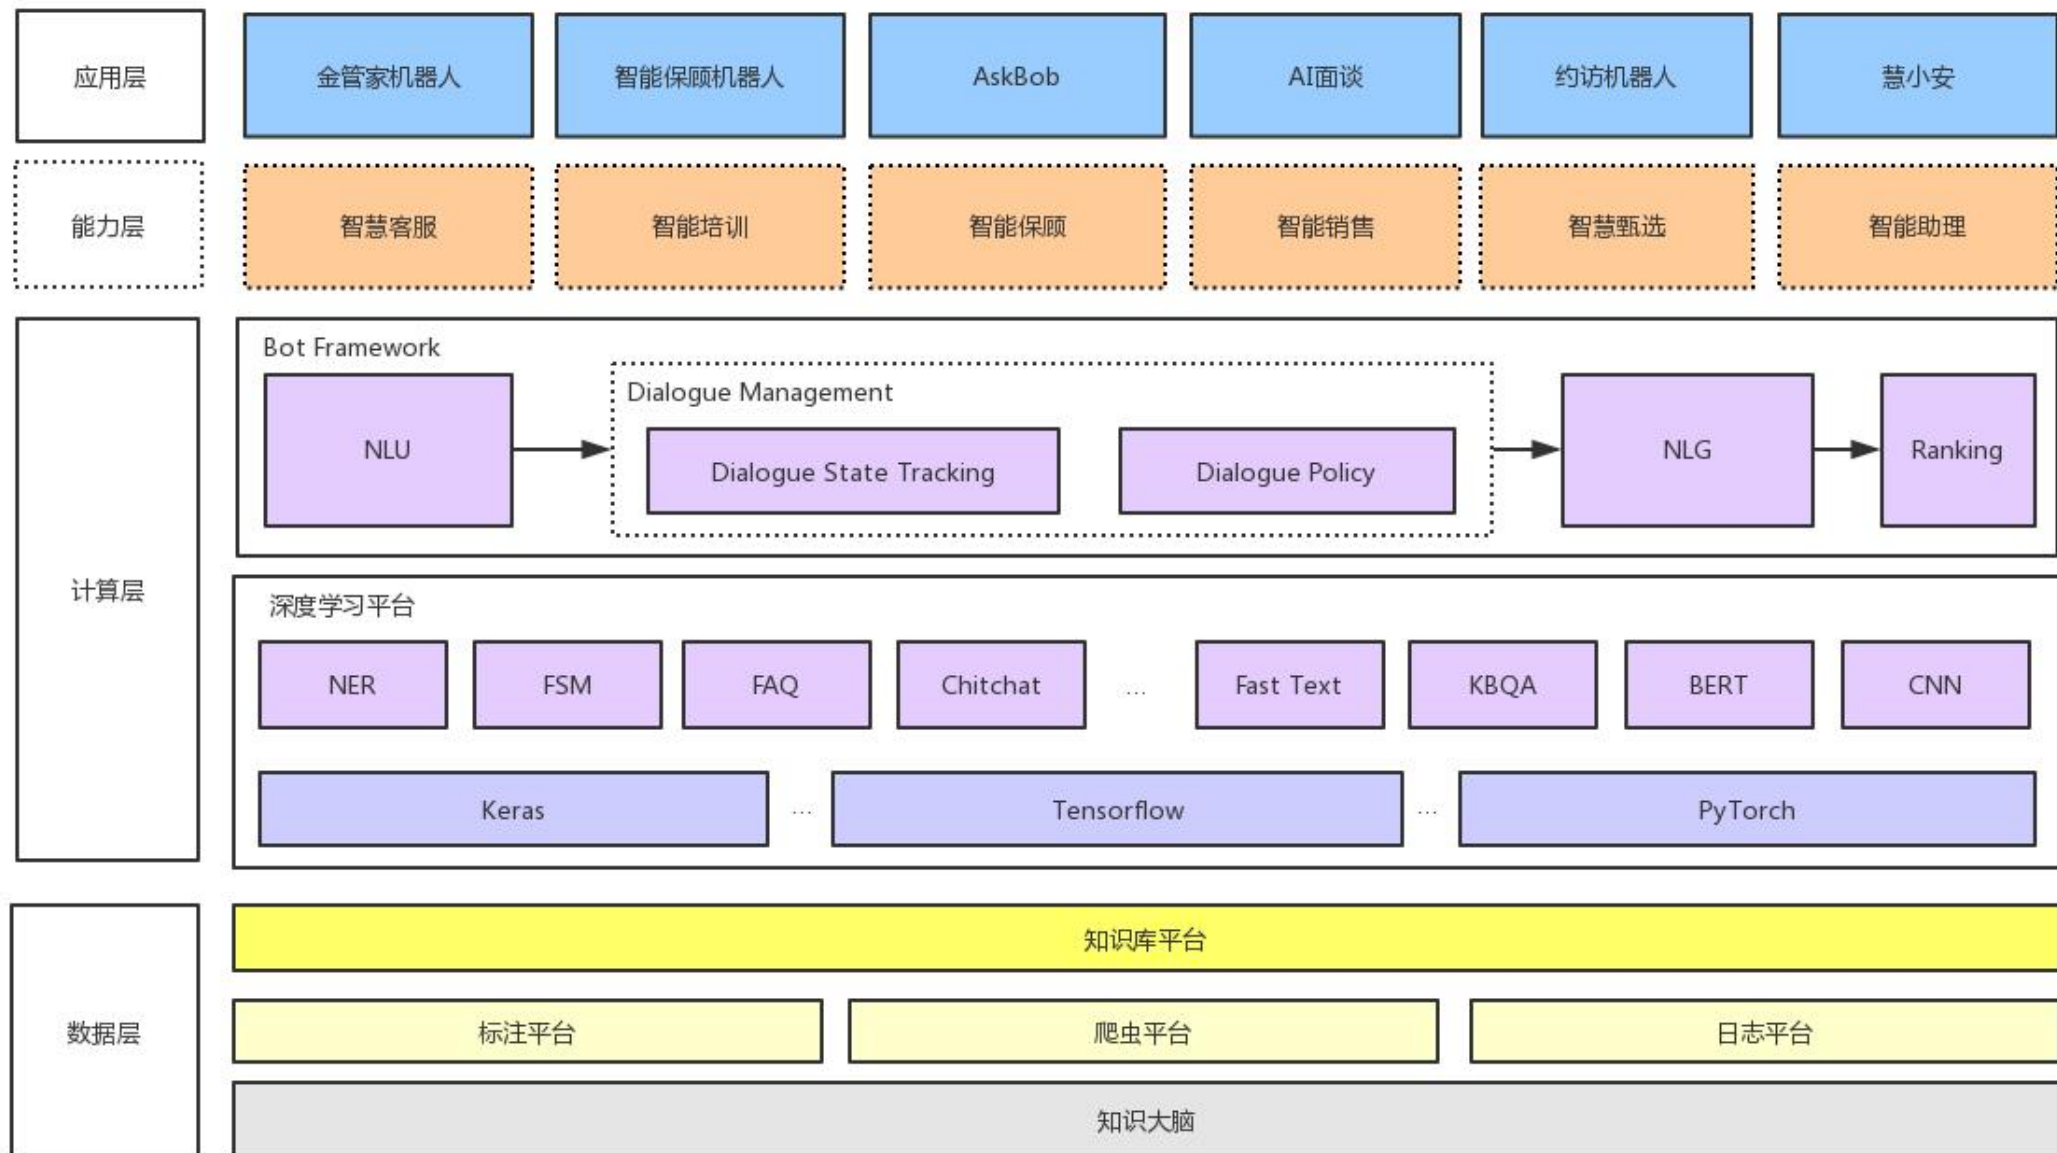 应用层
金管家机器人
智能保顾机器人
AskBob
AI面谈
约访机器人
慧小安
能力层
智慧客服
智能培训
智能保顾
智能销售
智慧甄选
智能助理
计算层
Bot Framework
NLU
Dialogue Management
Dialogue State Tracking
Dialogue Policy
NLG
Ranking
深度学习平台
NER
FSM
FAQ
Chitchat
...
Fast Text
KBQA
BERT
CNN
Keras
...
Tensorflow
...
PyTorch
数据层
知识库平台
标注平台
爬虫平台
日志平台
知识大脑